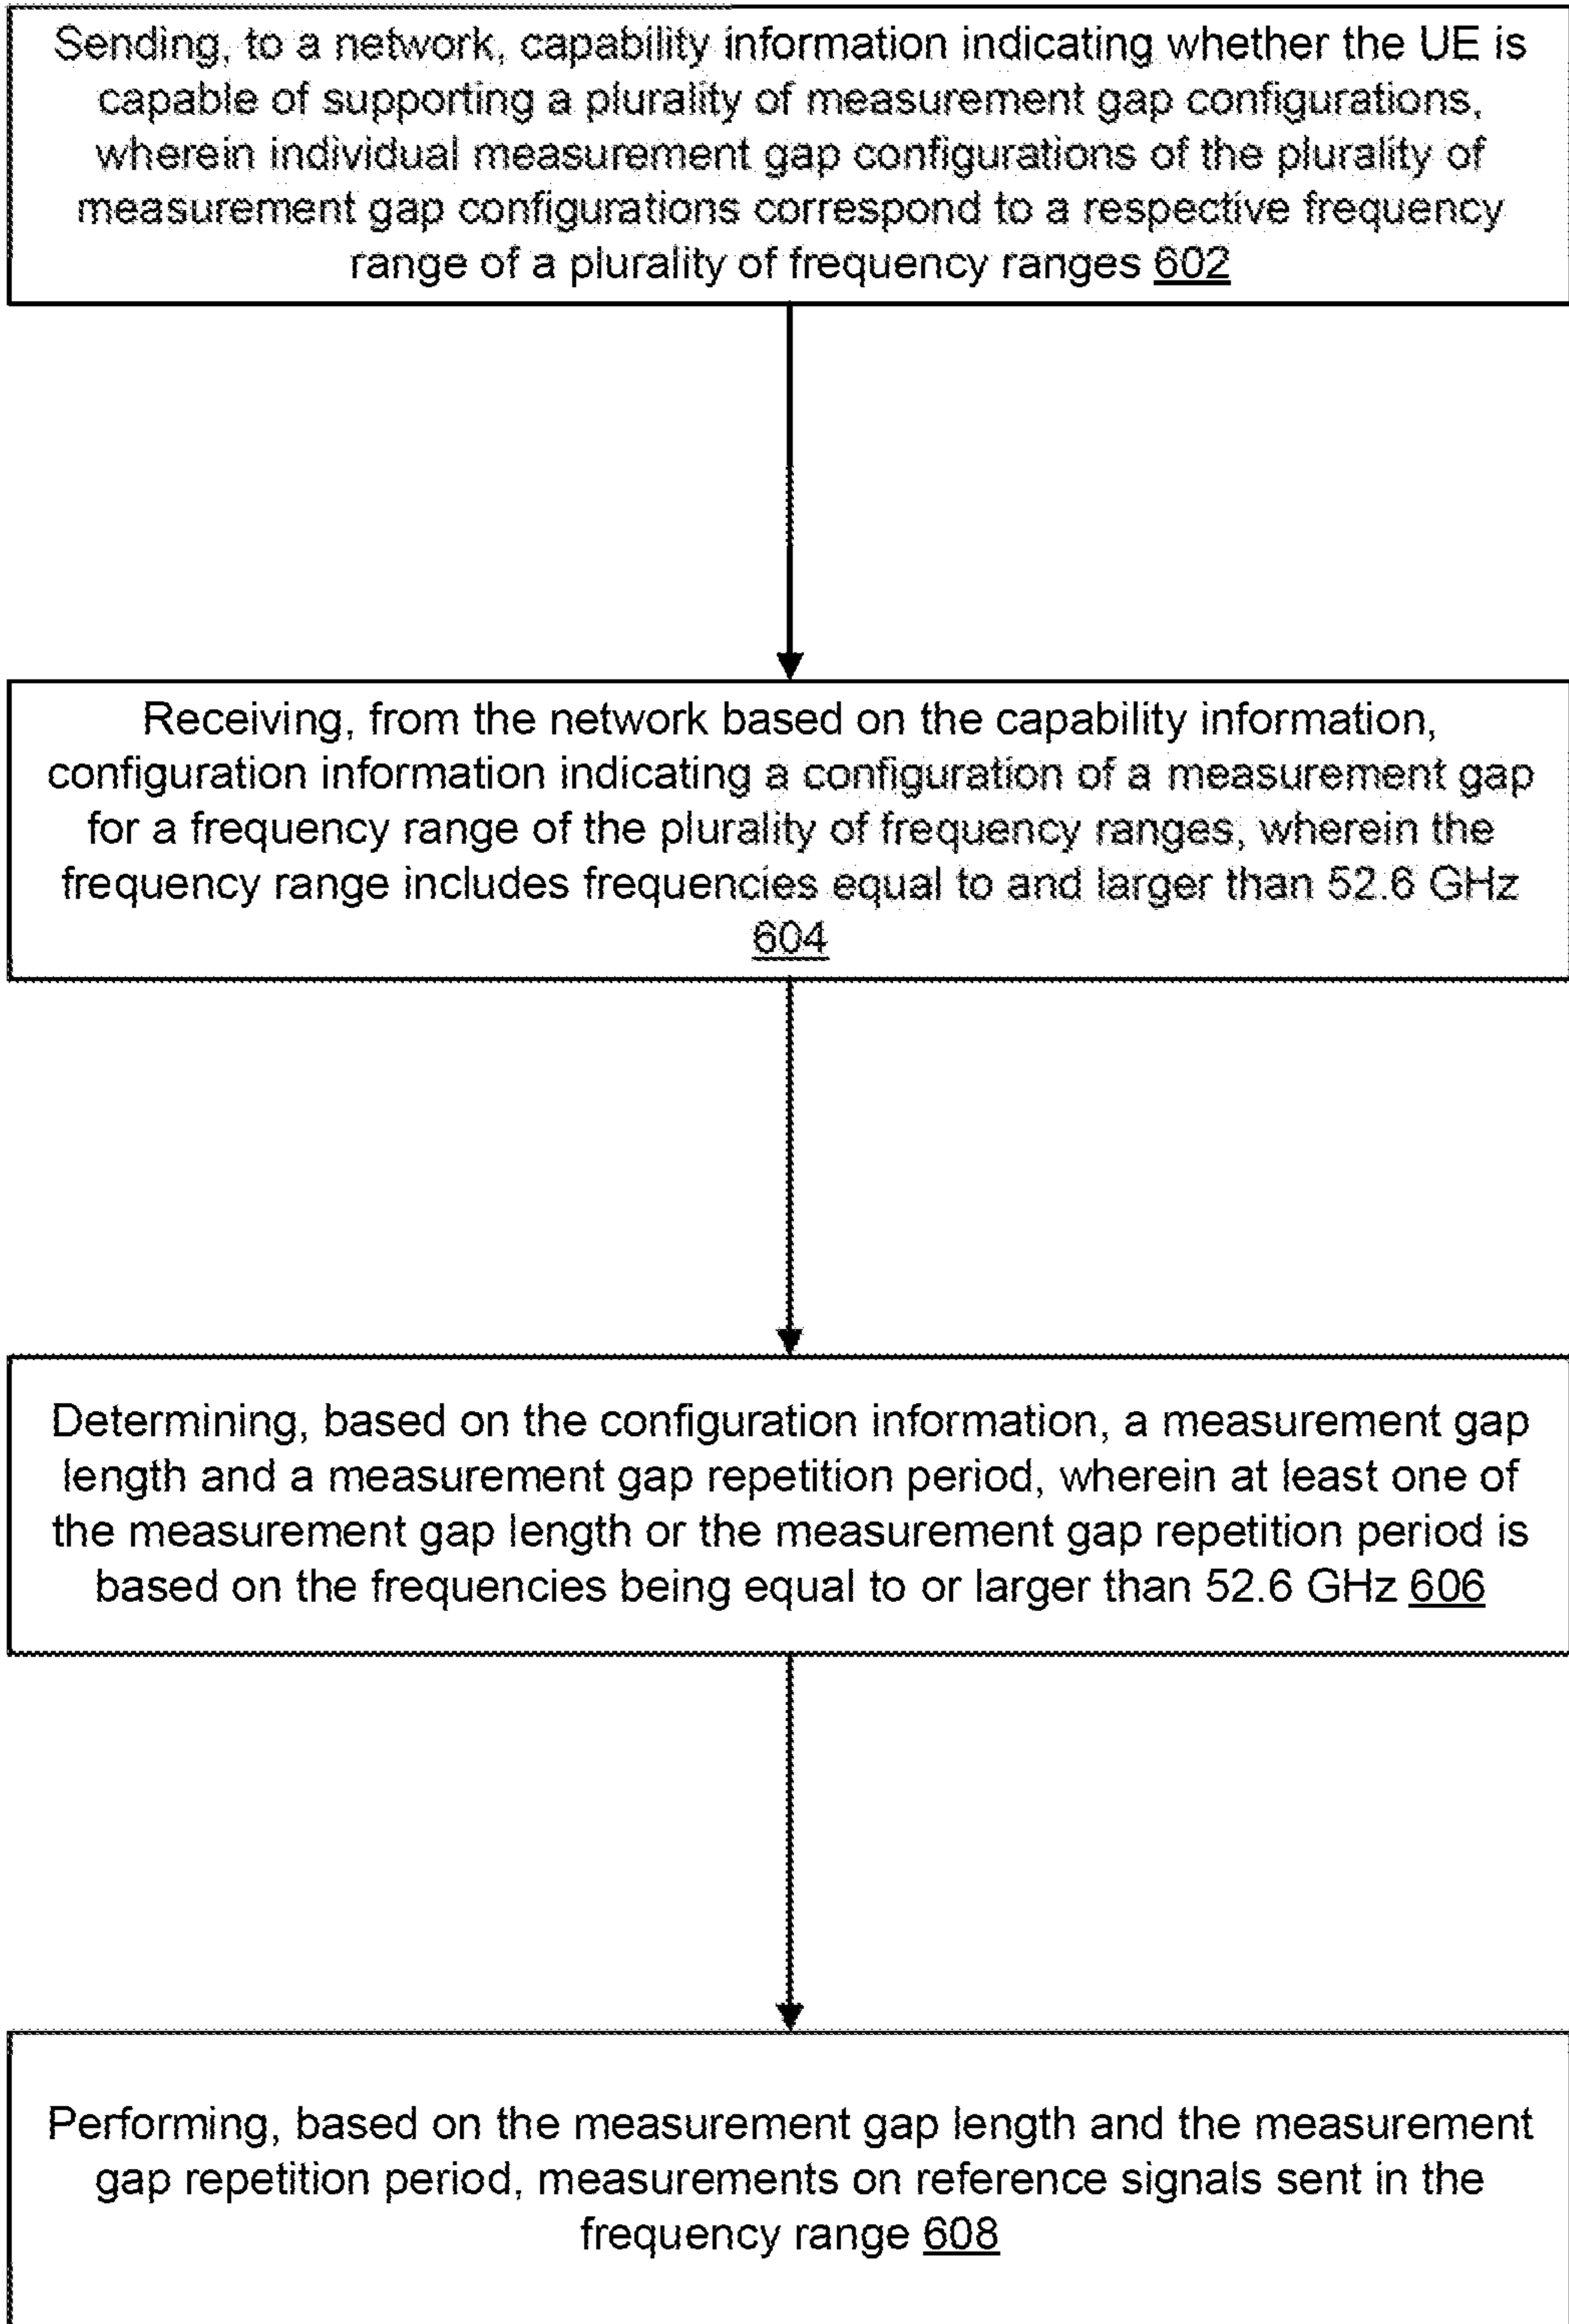 Sending, to a network, capability information indicating whether the UE is
capable of supporting a plurality of measurement gap configurations,
wherein individual measurement gap configurations of the plurality of
measurement gap configurations correspond to a respective frequency
range of a plurality of frequency ranges 602
Receiving, from the network based on the capability information,
configuration information indicating a configuration of a measurement gap
for a frequency range of the plurality of frequency ranges, wherein the
frequency range includes frequencies equal to and larger than 52.6 GHz
604
Determining, based on the configuration information, a measurement gap
length and a measurement gap repetition period, wherein at least one of
the measurement gap length or the measurement gap repetition period is
based on the frequencies being equal to or larger than 52.6 GHz 606
Performing, based on the measurement gap length and the measurement
gap repetition period, measurements on reference signals sent in the
frequency range 608